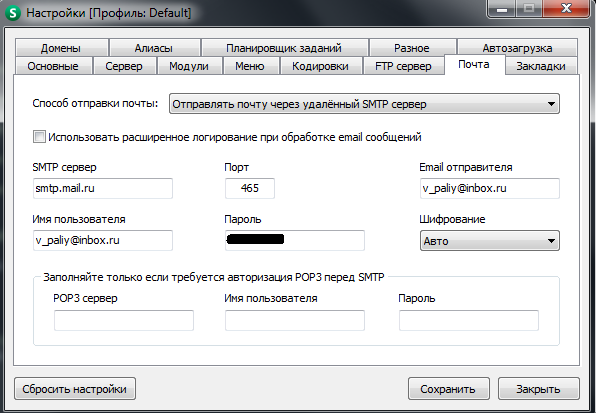 S Настройки [Профиль: Default]
Домены Алиасы Планировщик заданий Разное Автозагрузка
Основные Сервер Модули Меню Кодировки FTP сервер Почта Закладки
Способ отправки почты: Отправлять почту через удалённый SMTP сервер
Использовать расширенное логирование при обработке email сообщений
SMTP сервер Порт Email отправителя
smtp.mail.ru 465 v_paliy@inbox.ru
Имя пользователя Пароль Шифрование
v_paliy@inbox.ru Авто
Заполняйте только если требуется авторизация POP3 перед SMTP
POP3 сервер Имя пользователя Пароль
Сбросить настройки Сохранить Закрыть